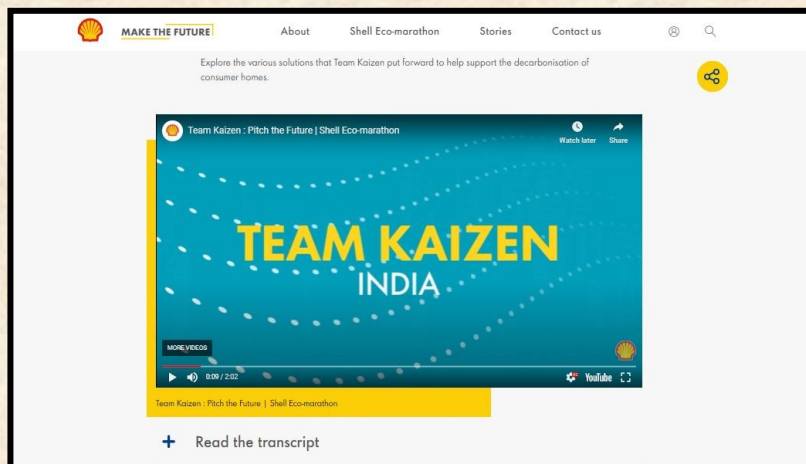 MAKE THE FUTURE About Shell Eco-marathon Stories Contact us
Explore the various solutions that Team Kaizen put forward to help support the decarbonisation of
consumer homes.
Team Kaizen : Pitch the Future | Shell Eco-marathon
Watch later Share
TEAM KAIZEN
INDIA
MORE VIDEOS
0:09 / 2:02 YouTube
Team Kaizen : Pitch the Future | Shell Eco-marathon
+ Read the transcript